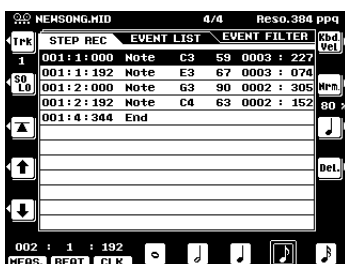 NEWSONG.MID 4/4 Reso.384 ppq
Trk STEP REC EVENT LIST EVENT FILTER Kbd. Vel
1 001:1:000 Note C3 59 0003 : 227
SO LO 001:1:192 Note E3 67 0003 : 074
001:2:000 Note G3 90 0002 : 305 Nrm.
001:2:192 Note C4 63 0002 : 152 80 %
001:4:344 End
Del.
002 : 1 : 192
MEAS. BEAT CLK